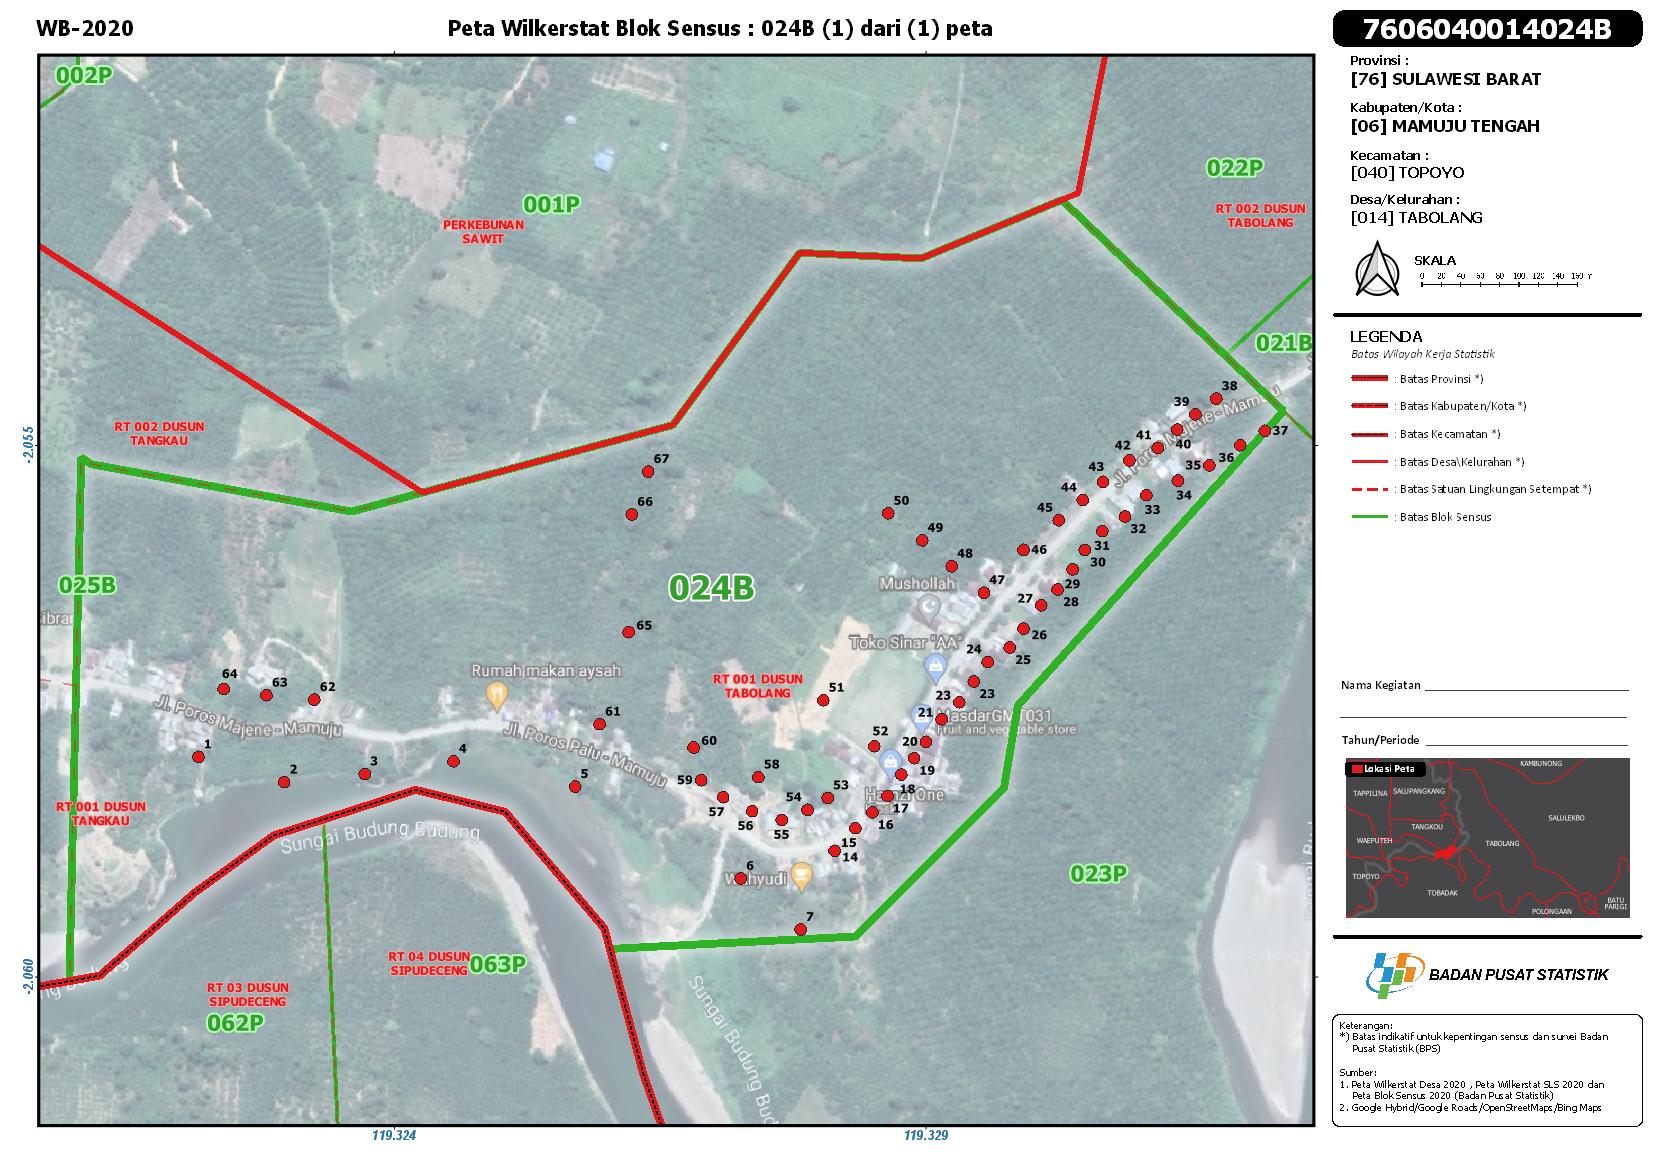 WB-2020
Peta Wilkerstat Blok Sensus : 024B (1) dari (1) peta
7606040014024B
Provinsi :
[76] SULAWESI BARAT
Kabupaten/Kota :
[06] MAMUJU TENGAH
Kecamatan :
[040] TOPOYO
Desa/Kelurahan :
[014] TABOLANG
SKALA
0 20 40 60 80 100 120 140 160
LEGENDA
Batas Wilayah Kerja Statistik
: Batas Provinsi *)
: Batas Kabupaten/Kota *)
: Batas Kecamatan *)
: Batas Desa\Kelurahan *)
: Batas Satuan Lingkungan Setempat *)
: Batas Blok Sensus
Nama Kegiatan
Tahun/Periode
Lokasi Peta
KAMBUNONG
TAPPILINA
SALUPANGKANG
SALULEKBO
TANGKOU
WAEPUTEH
TABOLANG
TOPOYO
TOBADAK
BATU
PARIGI
POLONGAAN
BADAN PUSAT STATISTIK
Keterangan:
*) Batas indikatif untuk kepentingan sensus dan survei Badan
Pusat Statistik (BPS)
Sumber:
1. Peta Wilkerstat Desa 2020 , Peta Wilkerstat SLS 2020 dan
Peta Blok Sensus 2020 (Badan Pusat Statistik)
2. Google Hybrid/Google Roads/OpenStreetMaps/Bing Maps
002P
022P
001P
RT 002 DUSUN
TABOLANG
PERKEBUNAN
SAWIT
021B
38
39
Jl. Poros Majene - Mamuju
RT 002 DUSUN
TANGKAU
37
41
40
42
36
-2.055
67
43
35
44
34
66
50
45
33
32
49
46
31
48
30
025B
024B
Mushollah
47
29
27
28
65
Toko Sinar "AA"
26
24
25
64
63
62
Rumah makan aysah
RT 001 DUSUN
TABOLANG
51
23
23
Jl. Poros Majene - Mamuju
61
21
MasdarGMT031
Fruit and vegetable store
1
Jl. Poros Palu - Mamuju
60
52
20
4
3
2
5
59
58
19
53
18
RT 001 DUSUN
TANGKAU
57
54
17
56
55
16
Sungai Budung Budung
15
14
6
Wahyudi
023P
7
RT 04 DUSUN
SIPUDECENG
063P
-2.060
RT 03 DUSUN
SIPUDECENG
062P
119.324
119.329